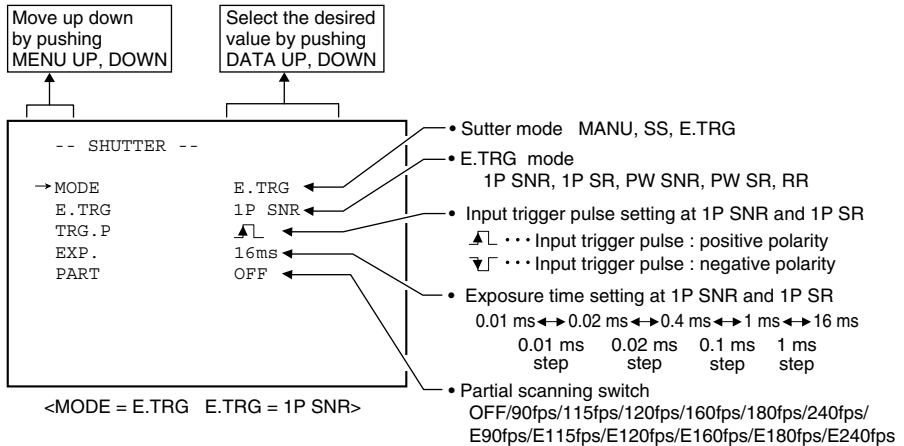 Move up down
by pushing
MENU UP, DOWN
Select the desired
value by pushing
DATA UP, DOWN
-- SHUTTER --
→MODE E.TRG
E.TRG 1P SNR
TRG.P
EXP. 16ms
PART OFF
<MODE = E.TRG E.TRG = 1P SNR>
• Sutter mode MANU, SS, E.TRG
• E.TRG mode
1P SNR, 1P SR, PW SNR, PW SR, RR
• Input trigger pulse setting at 1P SNR and 1P SR
··· Input trigger pulse : positive polarity
··· Input trigger pulse : negative polarity
• Exposure time setting at 1P SNR and 1P SR
0.01 ms↔0.02 ms↔0.4 ms↔1 ms↔16 ms
0.01 ms 0.02 ms 0.1 ms 1 ms
step step step step
• Partial scanning switch
OFF/90fps/115fps/120fps/160fps/180fps/240fps/
E90fps/E115fps/E120fps/E160fps/E180fps/E240fps